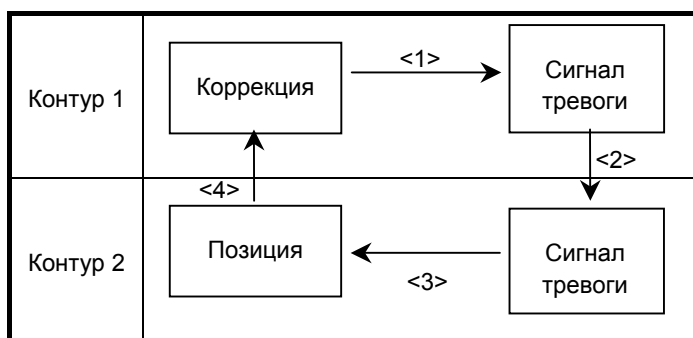 Контур 1
Коррекция
<1>
Сигнал
тревоги
<2>
<4>
Контур 2
Позиция
<3>
Сигнал
тревоги